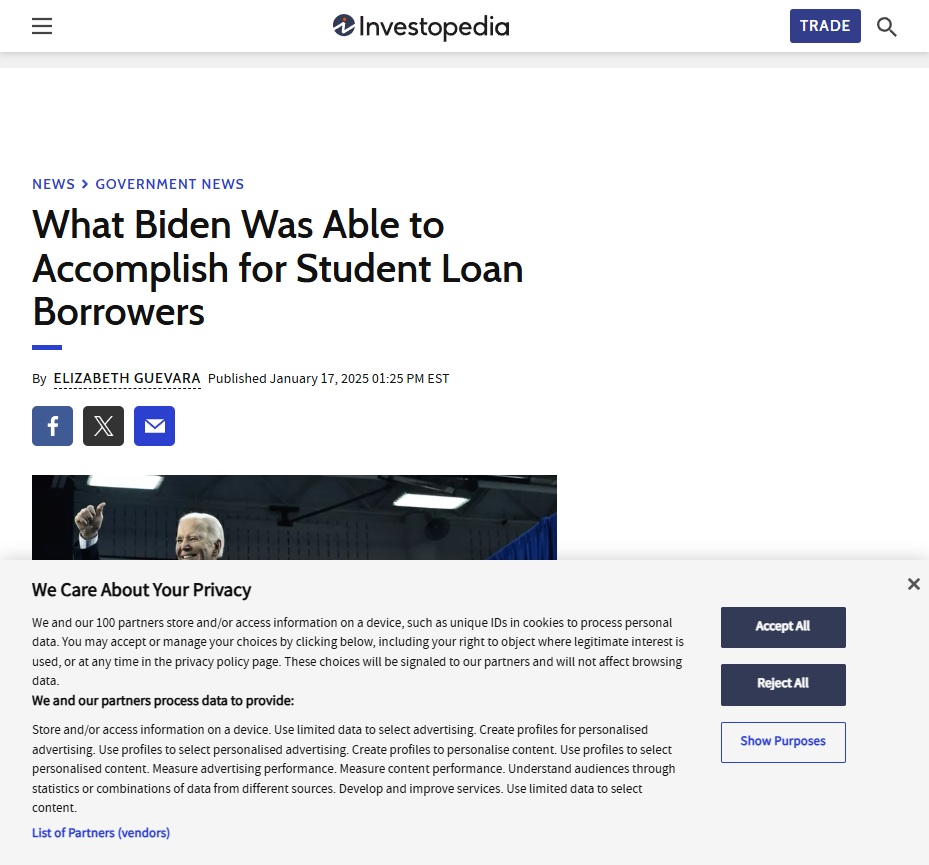 Investopedia
TRADE
NEWS > GOVERNMENT NEWS
What Biden Was Able to
Accomplish for Student Loan
Borrowers
By ELIZABETH GUEVARA Published January 17, 2025 01:25 PM EST
We Care About Your Privacy
We and our 100 partners store and/or access information on a device, such as unique IDs in cookies to process personal
data. You may accept or manage your choices by clicking below, including your right to object where legitimate interest is
used, or at any time in the privacy policy page. These choices will be signaled to our partners and will not affect browsing
data.
We and our partners process data to provide:
Store and/or access information on a device. Use limited data to select advertising. Create profiles for personalised
advertising. Use profiles to select personalised advertising. Create profiles to personalise content. Use profiles to select
personalised content. Measure advertising performance. Measure content performance. Understand audiences through
statistics or combinations of data from different sources. Develop and improve services. Use limited data to select
content.
List of Partners (vendors)
Accept All
Reject All
Show Purposes